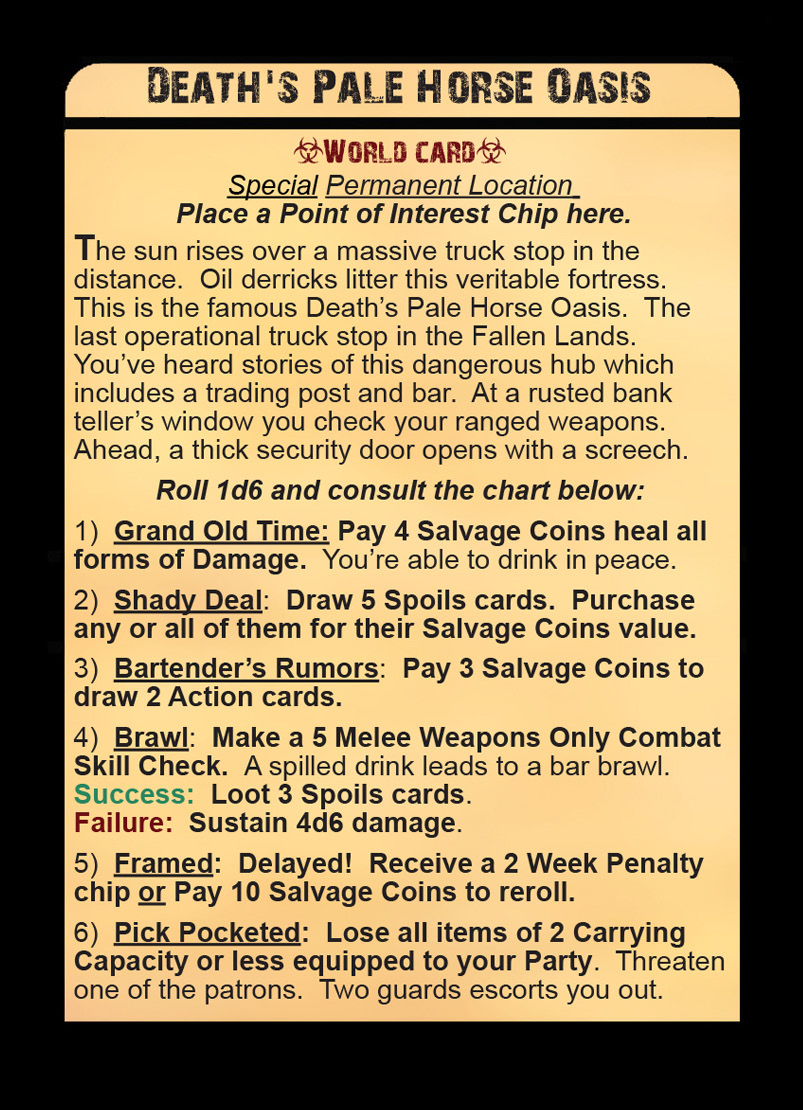 Death's Pale Horse Oasis
World card
Special Permanent Location
Place a Point of Interest Chip here.
The sun rises over a massive truck stop in the
distance.  Oil derricks litter this veritable fortress.
This is the famous Death’s Pale Horse Oasis.  The
last operational truck stop in the Fallen Lands.
You’ve heard stories of this dangerous hub which
includes a trading post and bar.  At a rusted bank
teller’s window you check your ranged weapons.
Ahead, a thick security door opens with a screech.
Roll 1d6 and consult the chart below:
1)  Grand Old Time: Pay 4 Salvage Coins heal all
forms of Damage.  You’re able to drink in peace.
2)  Shady Deal:  Draw 5 Spoils cards.  Purchase
any or all of them for their Salvage Coins value.
3)  Bartender’s Rumors:  Pay 3 Salvage Coins to
draw 2 Action cards.
4)  Brawl:  Make a 5 Melee Weapons Only Combat
Skill Check.  A spilled drink leads to a bar brawl.
Success:  Loot 3 Spoils cards.
Failure:  Sustain 4d6 damage.
5)  Framed:  Delayed!  Receive a 2 Week Penalty
chip or Pay 10 Salvage Coins to reroll.
6)  Pick Pocketed:  Lose all items of 2 Carrying
Capacity or less equipped to your Party.  Threaten
one of the patrons.  Two guards escorts you out.